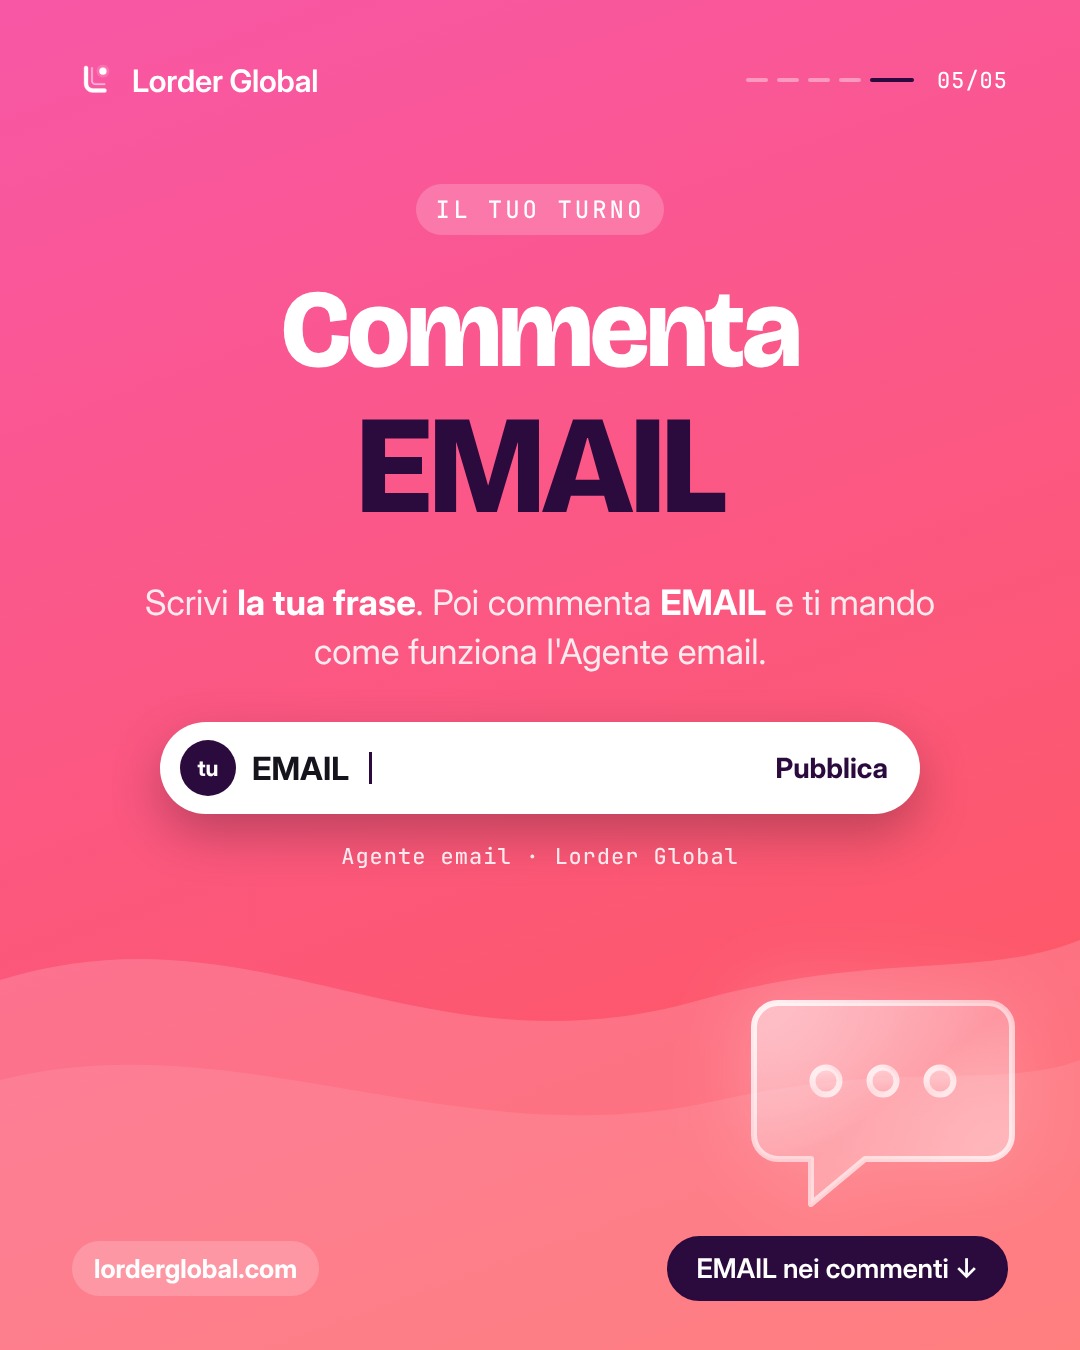 Lorder Global
05/05
IL TUO TURNO
Commenta
EMAIL
Scrivi la tua frase. Poi commenta EMAIL e ti mando
come funziona l'Agente email.
tu EMAIL Pubblica
Agente email · Lorder Global
lorderglobal.com
EMAIL nei commenti ↓